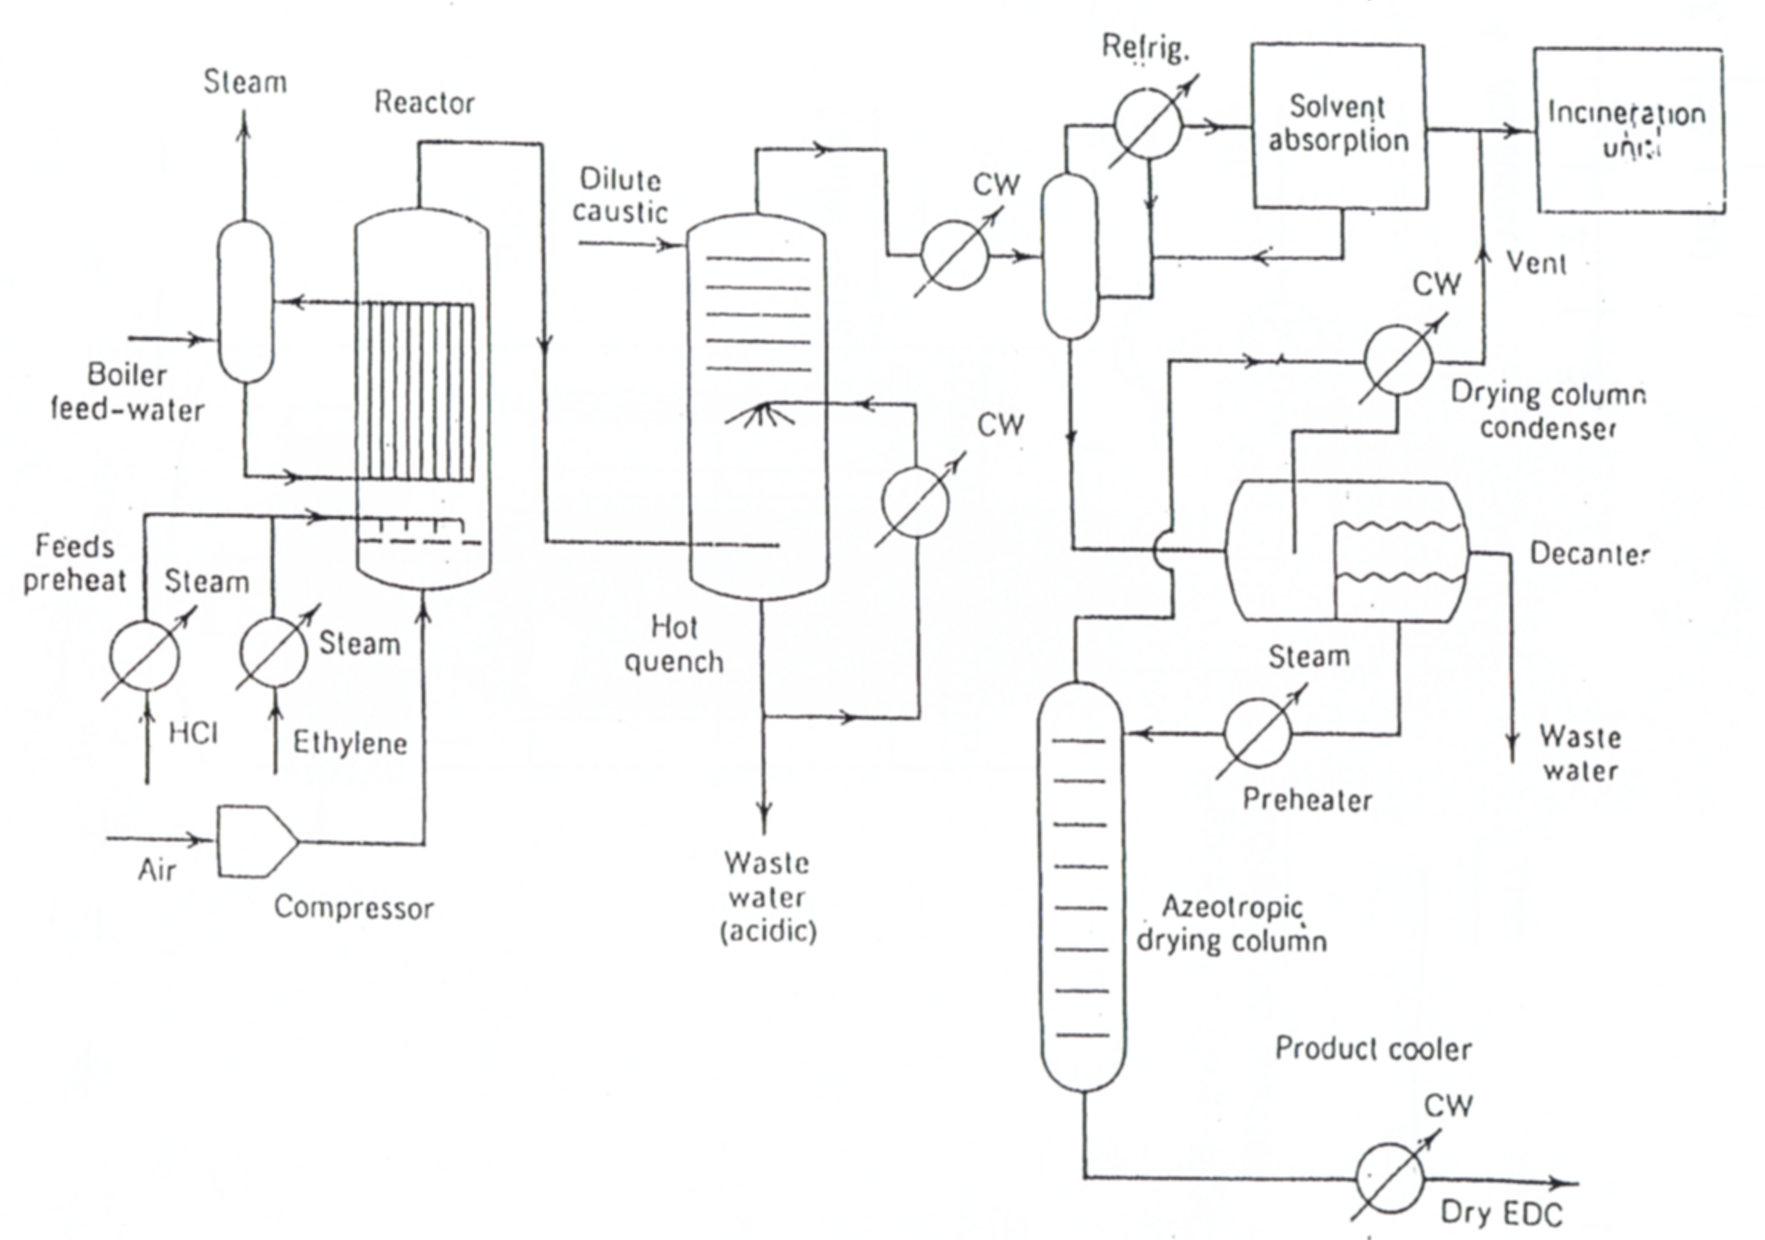 Refrig.
Steam
Reactor
Solvent
absorption
Incineration
Dilute
caustic
CW
Vent
CW
Boiler
feed-water
Drying column
condenser
CW
Feeds
preheat
Steam
Decanter
Steam
Hot
quench
Steam
HCl
Ethylene
Preheater
Waste
water
Air
Compressor
Waste
water
(acidic)
Azeotropic
drying column
Product cooler
CW
Dry EDC